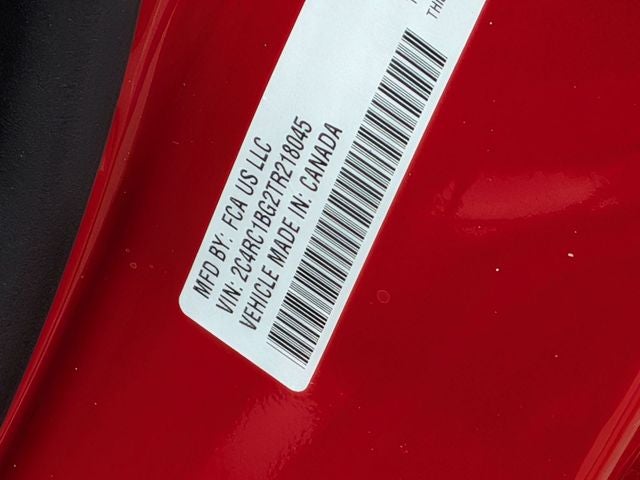 MFD BY: FCA US LLC
VIN: 2C4RC1BG2TR218045
VEHICLE MADE IN: CANADA